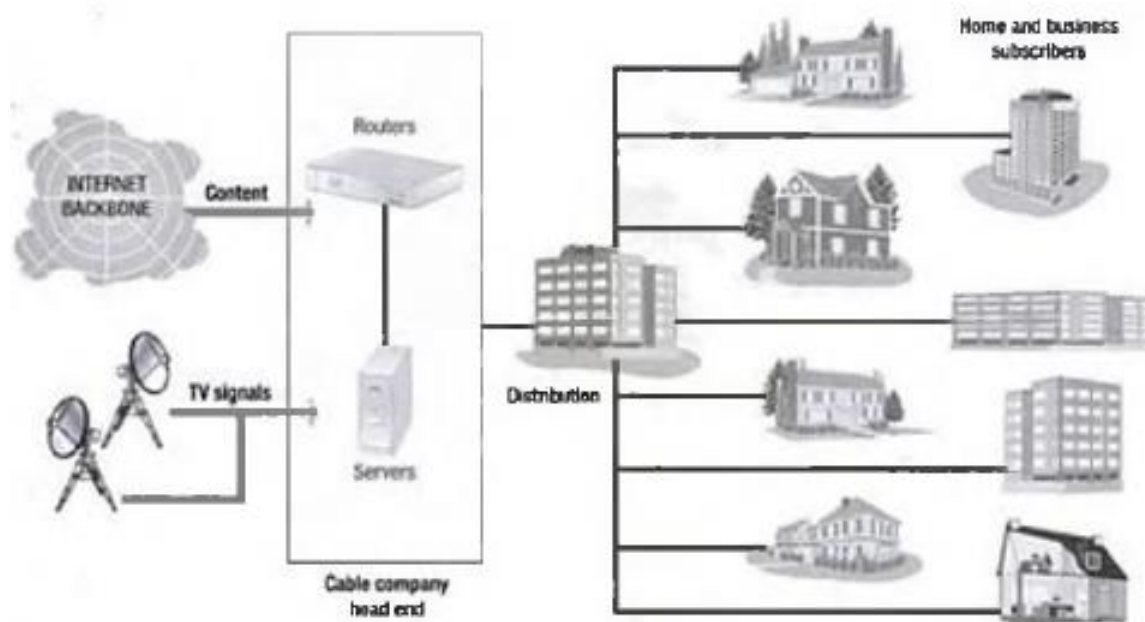 Home and business
subscribers
Routers
INTERNET
BACKBONE
Content
TV signals
Distribution
Servers
Cable company
head end